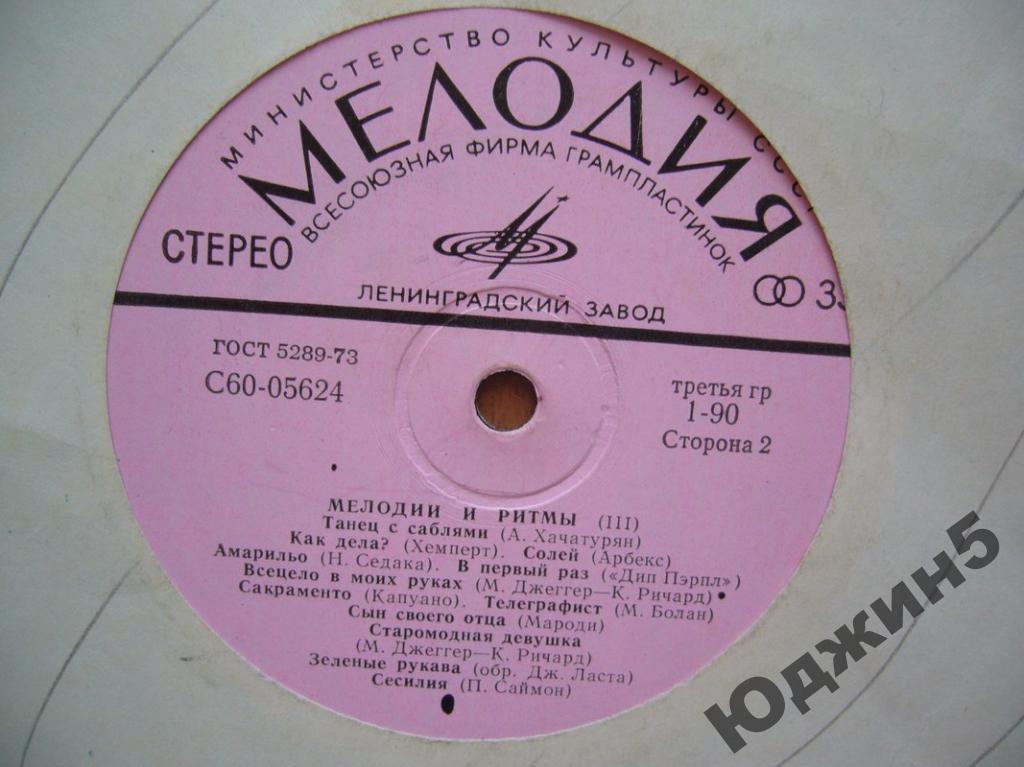 МИНИСТЕРСТВО КУЛЬТУРЫ СССР
МЕЛОДИЯ
ВСЕСОЮЗНАЯ ФИРМА ГРАМПЛАСТИНОК
СТЕРЕО
33
ЛЕНИНГРАДСКИЙ ЗАВОД
ГОСТ 5289-73
С60-05624
третья гр
1-90
Сторона 2
МЕЛОДИИ И РИТМЫ (III)
Танец с саблями (А. Хачатурян)
Как дела? (Хемперт). Солей (Арбекс)
Амарильо (Н. Седака). В первый раз («Дип Пэрпл»)
Всецело в моих руках (М. Джеггер—К. Ричард)
Сакраменто (Капуано). Телеграфист (М. Болан)
Сын своего отца (Мароди)
Старомодная девушка
(М. Джеггер—К. Ричард)
Зеленые рукава (обр. Дж. Ласта)
Сесилия (П. Саймон)
ЮДЖИН5